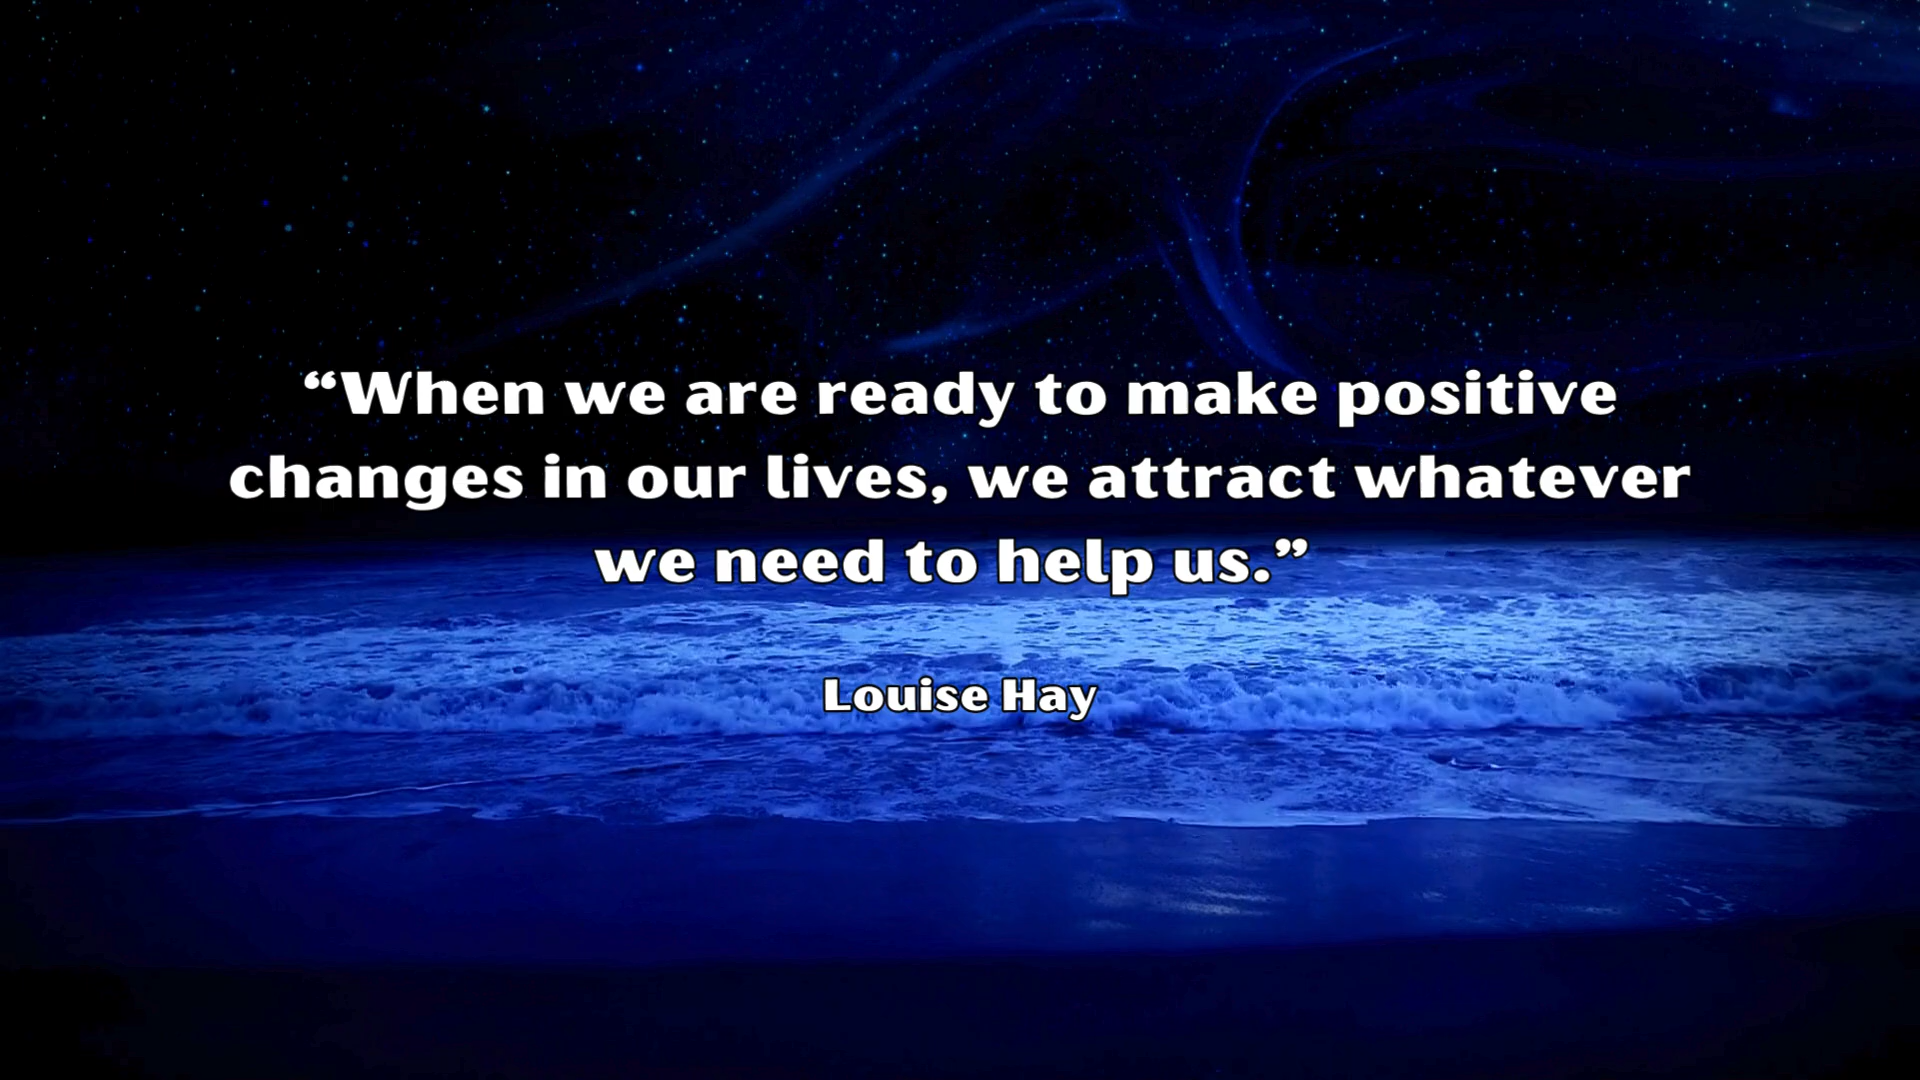 “When we are ready to make positive
changes in our lives, we attract whatever
we need to help us.”
Louise Hay